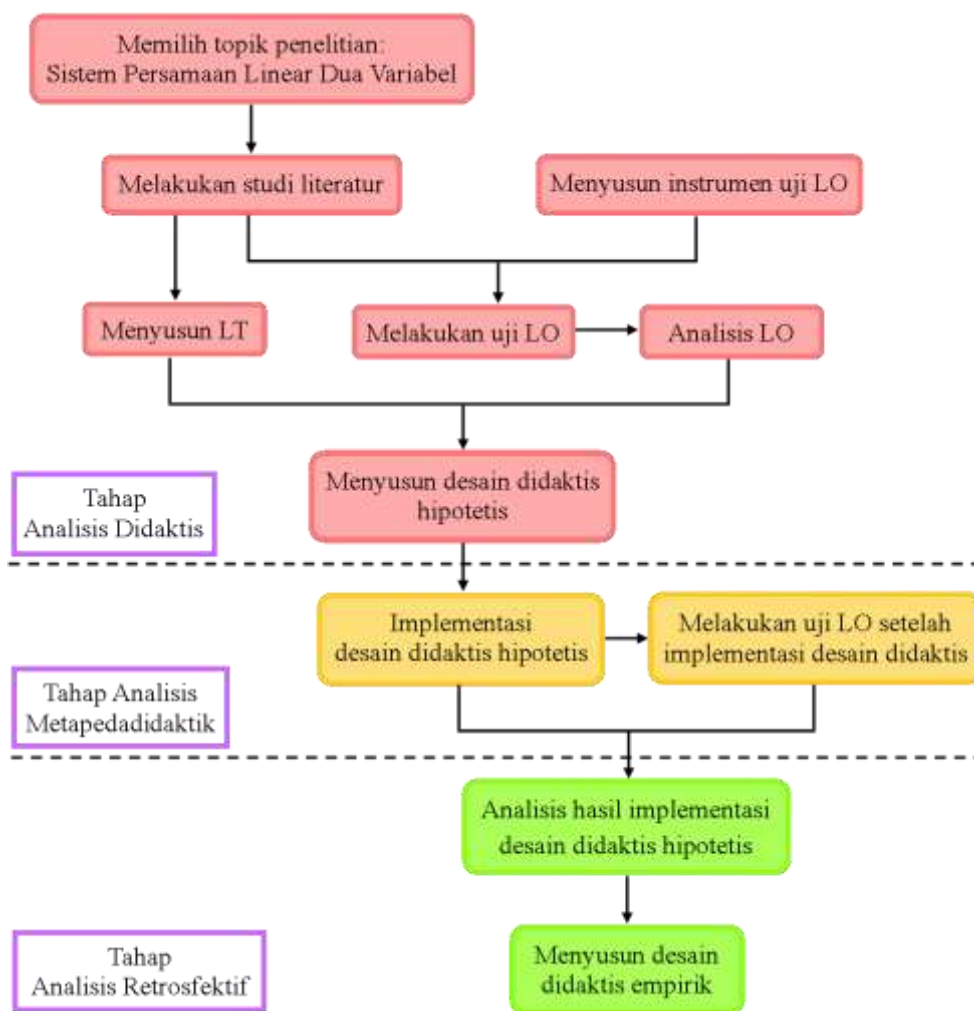 Memilih topik penelitian:
Sistem Persamaan Linear Dua Variabel
Melakukan studi literatur
Menyusun instrumen uji LO
Menyusun LT
Melakukan uji LO
Analisis LO
Menyusun desain didaktis
hipotetis
Tahap
Analisis Didaktis
Implementasi
desain didaktis hipotetis
Melakukan uji LO setelah
implementasi desain didaktis
Tahap Analisis
Metapedadidaktik
Analisis hasil implementasi
desain didaktis hipotetis
Menyusun desain
didaktis empirik
Tahap
Analisis Retrosfektif